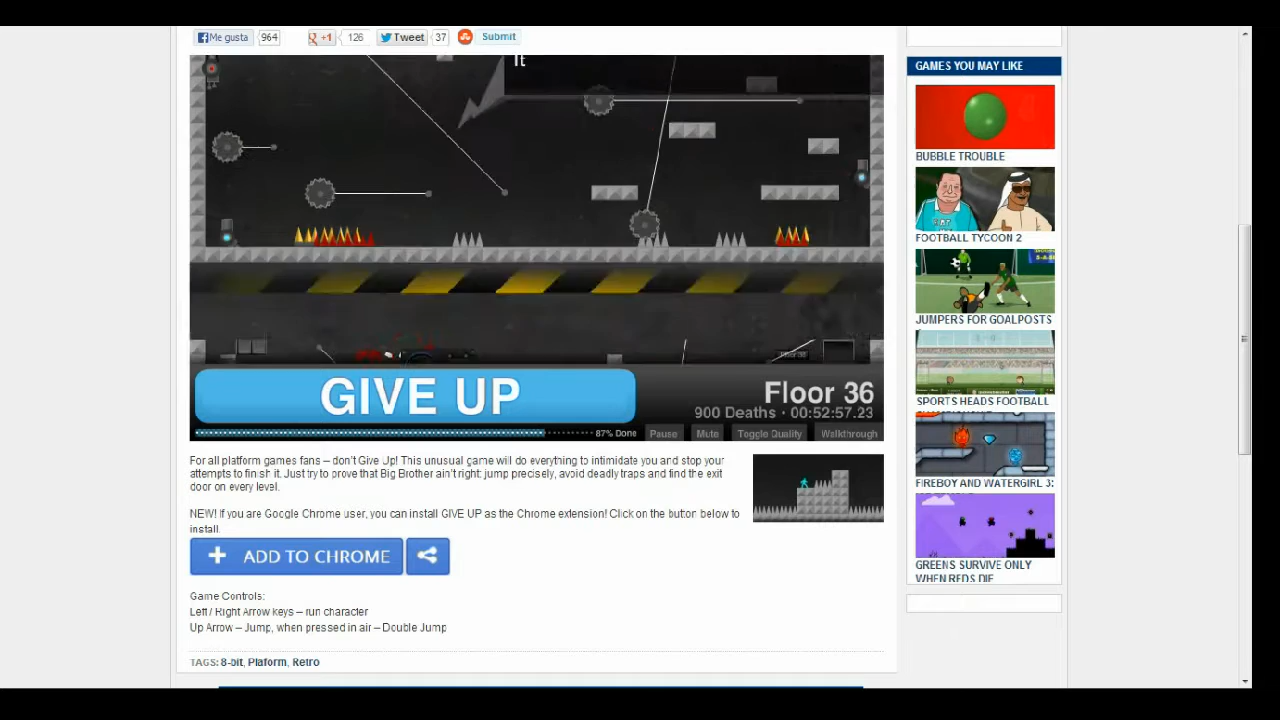 Me gusta 964 +1 126 Tweet 37 Submit
It
GIVE UP
Floor 36
900 Deaths · 00:52:57.23
87% Done Pause Mute Toggle Quality Walkthrough
For all platform games fans – don't Give Up! This unusual game will do everything to intimidate you and stop your
attempts to finish it. Just try to prove that Big Brother ain't right: jump precisely, avoid deadly traps and find the exit
door on every level.
NEW! If you are Google Chrome user, you can install GIVE UP as the Chrome extension! Click on the button below to
install.
ADD TO CHROME
Game Controls:
Left / Right Arrow keys – run character
Up Arrow – Jump, when pressed in air – Double Jump
TAGS: 8-bit, Plaform, Retro
GAMES YOU MAY LIKE
BUBBLE TROUBLE
FOOTBALL TYCOON 2
JUMPERS FOR GOALPOSTS
SPORTS HEADS FOOTBALL
FIREBOY AND WATERGIRL 3:
GREENS SURVIVE ONLY
WHEN REDS DIE